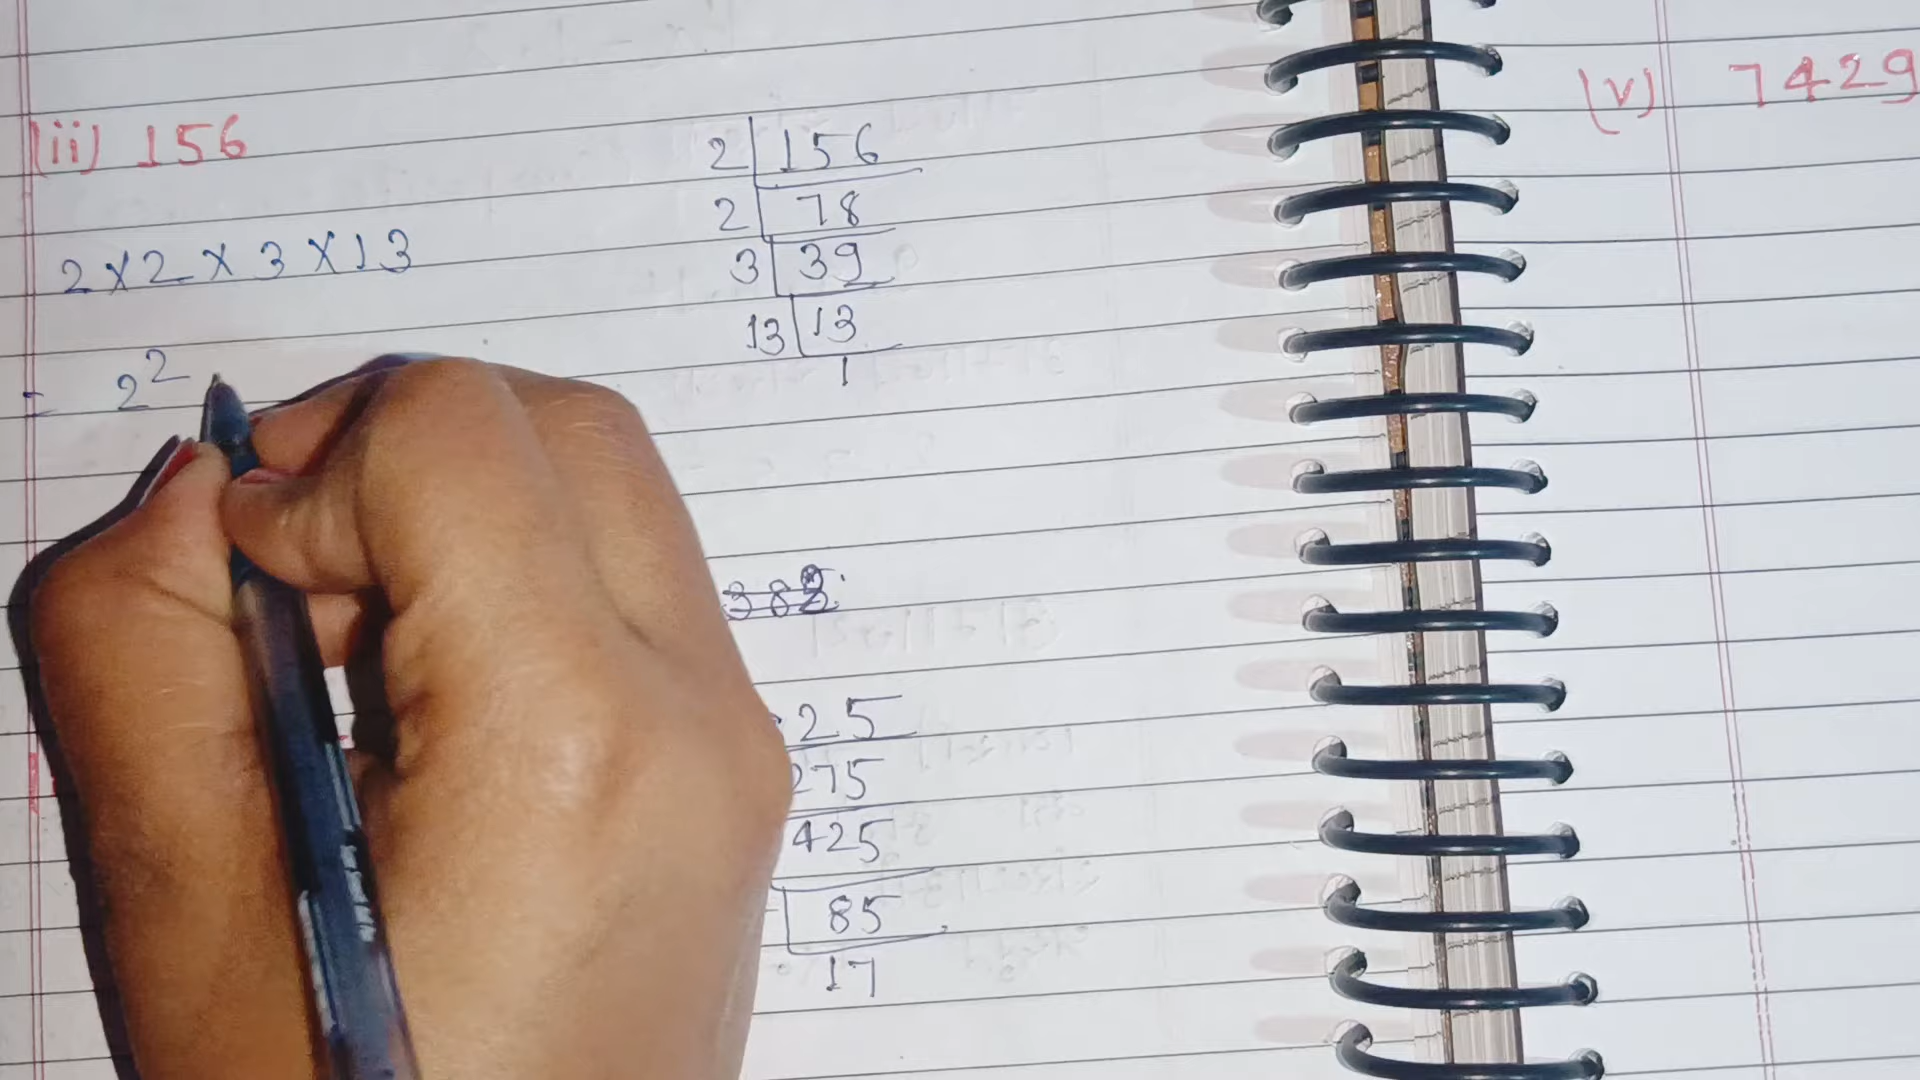 (ii) 156
2 | 156
2 | 78
2 × 2 × 3 × 13
3 | 39
13 | 13
1
= 2²
25
275
425
85
17
(v) 7429